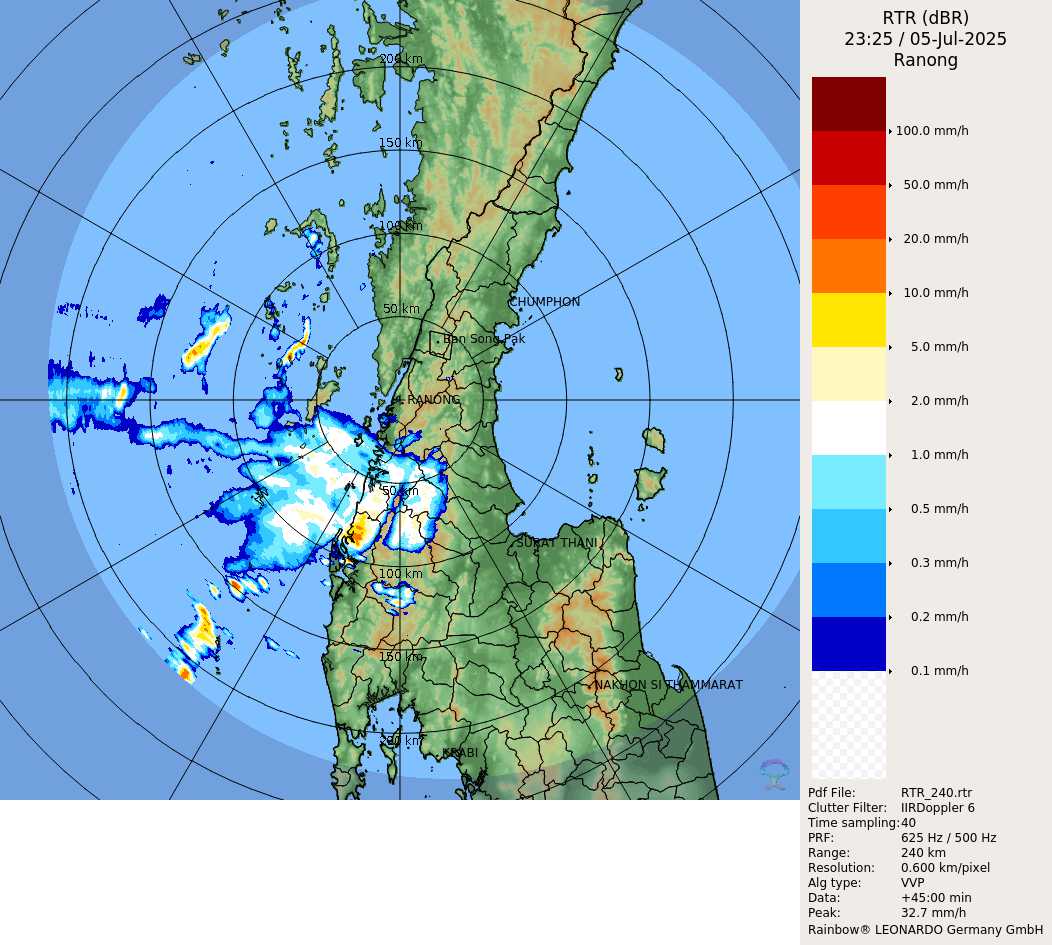 RTR (dBR)
23:25 / 05-Jul-2025
Ranong
200 km
150 km
100 km
50 km
CHUMPHON
Ban Song Pak
RANONG
50 km
SURAT THANI
100 km
150 km
NAKHON SI THAMMARAT
200 km
KRABI
100.0 mm/h
50.0 mm/h
20.0 mm/h
10.0 mm/h
5.0 mm/h
2.0 mm/h
1.0 mm/h
0.5 mm/h
0.3 mm/h
0.2 mm/h
0.1 mm/h
Pdf File: RTR_240.rtr
Clutter Filter: IIRDoppler 6
Time sampling: 40
PRF: 625 Hz / 500 Hz
Range: 240 km
Resolution: 0.600 km/pixel
Alg type: VVP
Data: +45:00 min
Peak: 32.7 mm/h
Rainbow® LEONARDO Germany GmbH